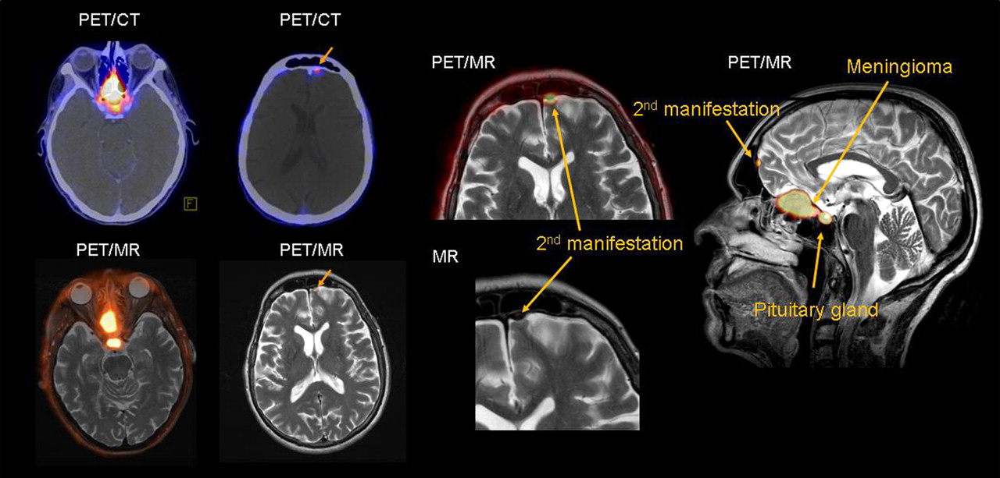 PET/CT
PET/CT
PET/MR
PET/MR
Meningioma
2nd manifestation
F
PET/MR
PET/MR
2nd manifestation
MR
Pituitary gland